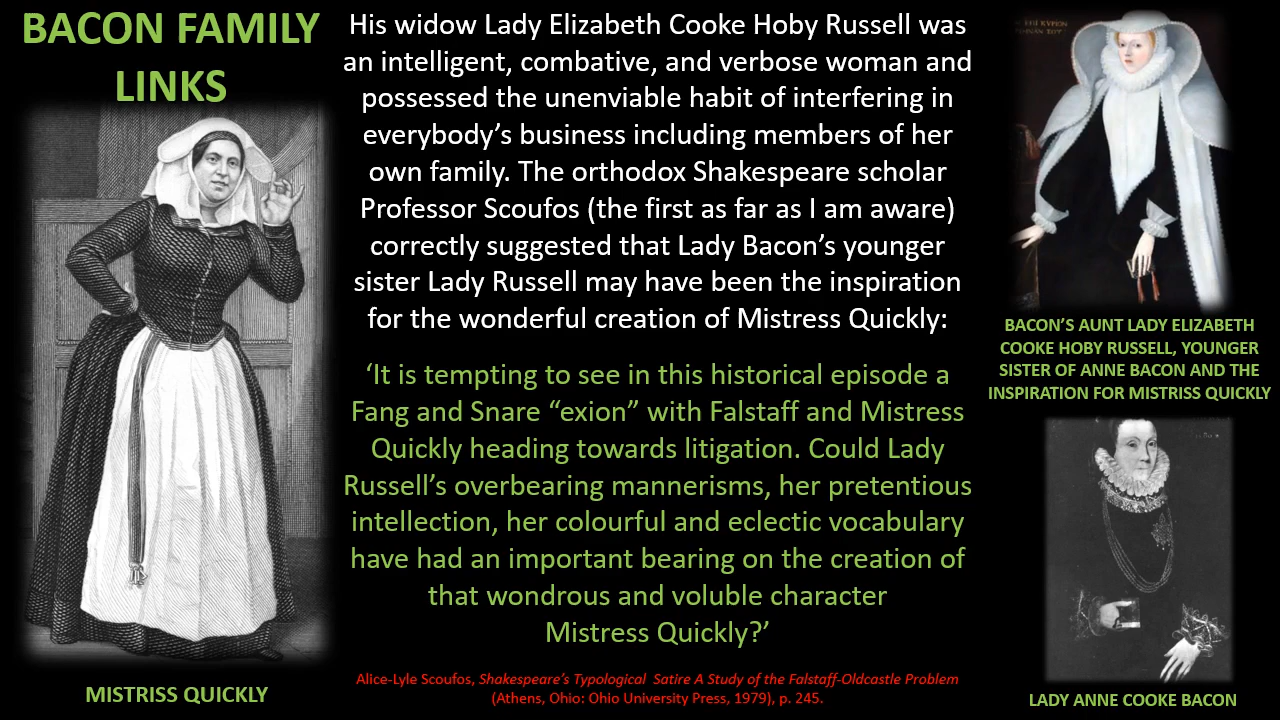 BACON FAMILY
LINKS
MISTRISS QUICKLY
His widow Lady Elizabeth Cooke Hoby Russell was
an intelligent, combative, and verbose woman and
possessed the unenviable habit of interfering in
everybody’s business including members of her
own family. The orthodox Shakespeare scholar
Professor Scoufos (the first as far as I am aware)
correctly suggested that Lady Bacon’s younger
sister Lady Russell may have been the inspiration
for the wonderful creation of Mistress Quickly:
‘It is tempting to see in this historical episode a
Fang and Snare “exion” with Falstaff and Mistress
Quickly heading towards litigation. Could Lady
Russell’s overbearing mannerisms, her pretentious
intellection, her colourful and eclectic vocabulary
have had an important bearing on the creation of
that wondrous and voluble character
Mistress Quickly?’
Alice-Lyle Scoufos, Shakespeare’s Typological Satire A Study of the Falstaff-Oldcastle Problem
(Athens, Ohio: Ohio University Press, 1979), p. 245.
BACON’S AUNT LADY ELIZABETH
COOKE HOBY RUSSELL, YOUNGER
SISTER OF ANNE BACON AND THE
INSPIRATION FOR MISTRISS QUICKLY
LADY ANNE COOKE BACON